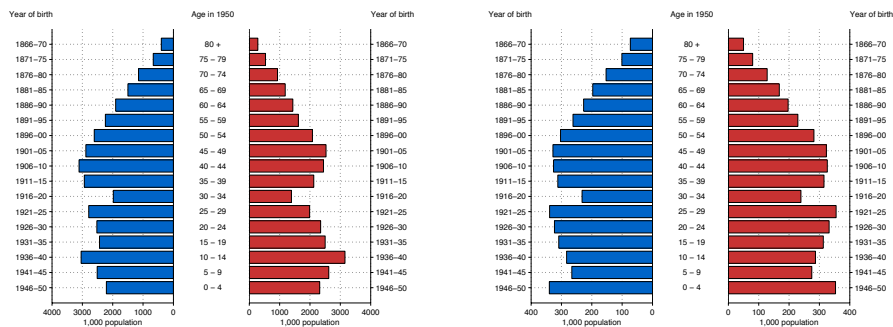 Year of birth Age in 1950 Year of birth
1866–70 80 + 1866–70
1871–75 75 – 79 1871–75
1876–80 70 – 74 1876–80
1881–85 65 – 69 1881–85
1886–90 60 – 64 1886–90
1891–95 55 – 59 1891–95
1896–00 50 – 54 1896–00
1901–05 45 – 49 1901–05
1906–10 40 – 44 1906–10
1911–15 35 – 39 1911–15
1916–20 30 – 34 1916–20
1921–25 25 – 29 1921–25
1926–30 20 – 24 1926–30
1931–35 15 – 19 1931–35
1936–40 10 – 14 1936–40
1941–45 5 – 9 1941–45
1946–50 0 – 4 1946–50
4000 3000 2000 1000 0 0 1000 2000 3000 4000
1,000 population 1,000 population
Year of birth Age in 1950 Year of birth
1866–70 80 + 1866–70
1871–75 75 – 79 1871–75
1876–80 70 – 74 1876–80
1881–85 65 – 69 1881–85
1886–90 60 – 64 1886–90
1891–95 55 – 59 1891–95
1896–00 50 – 54 1896–00
1901–05 45 – 49 1901–05
1906–10 40 – 44 1906–10
1911–15 35 – 39 1911–15
1916–20 30 – 34 1916–20
1921–25 25 – 29 1921–25
1926–30 20 – 24 1926–30
1931–35 15 – 19 1931–35
1936–40 10 – 14 1936–40
1941–45 5 – 9 1941–45
1946–50 0 – 4 1946–50
400 300 200 100 0 0 100 200 300 400
1,000 population 1,000 population